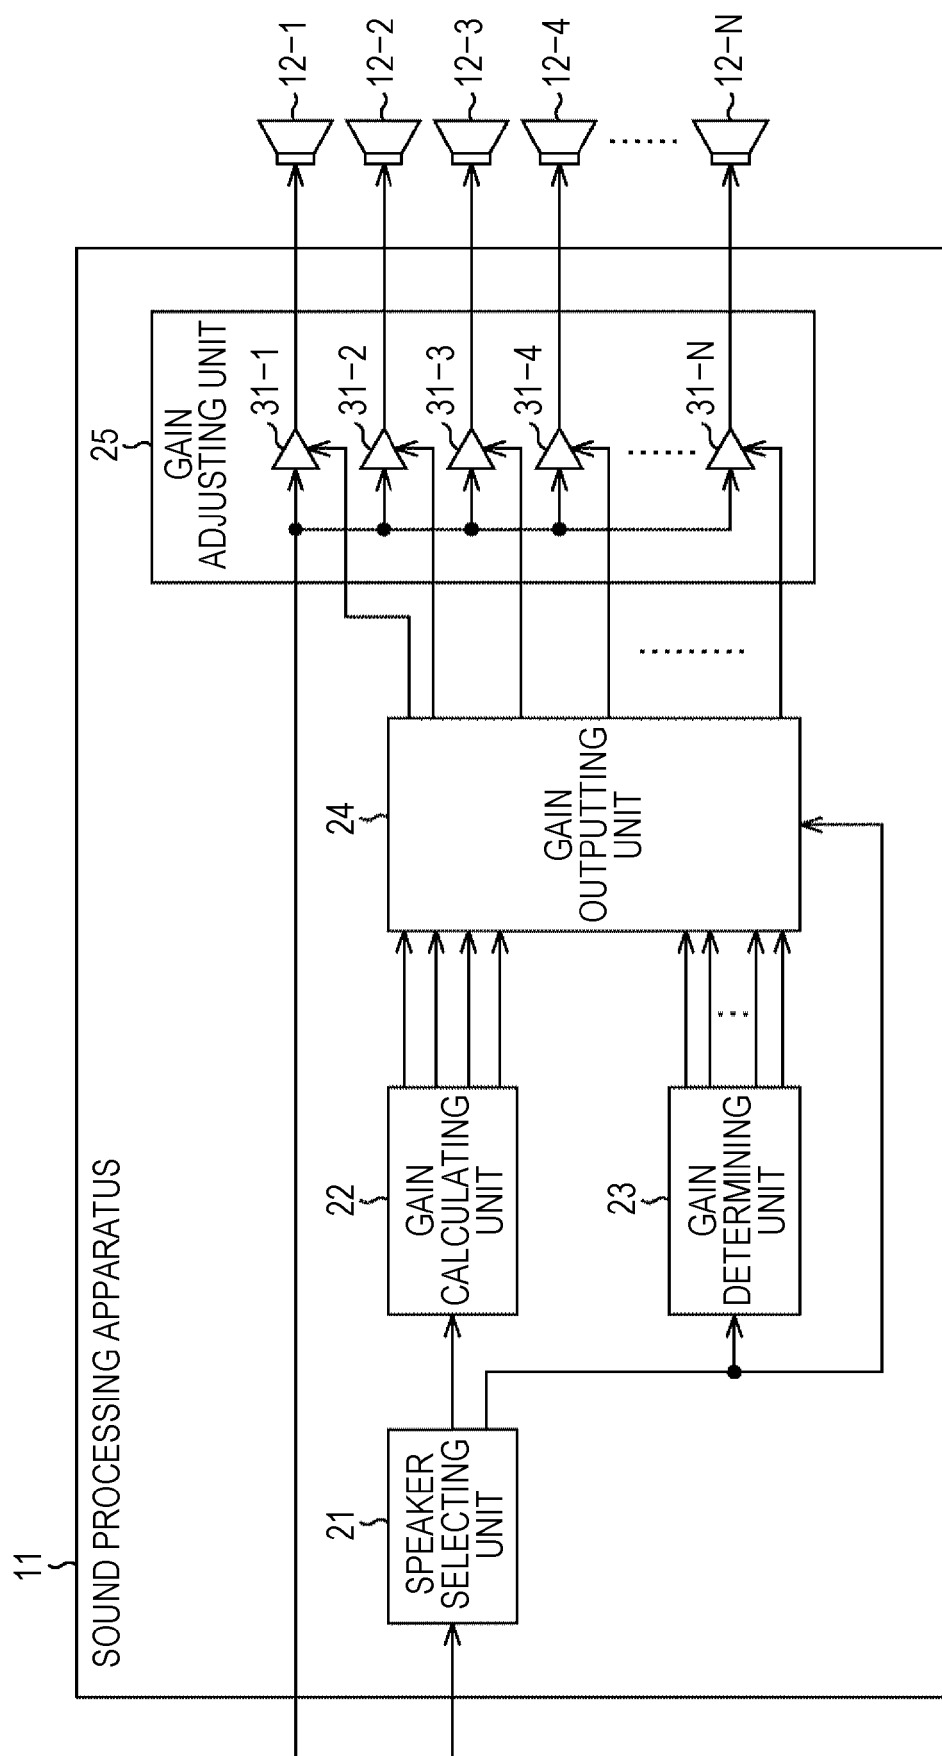 11
SOUND PROCESSING APPARATUS
21
SPEAKER
SELECTING
UNIT
22
GAIN
CALCULATING
UNIT
23
GAIN
DETERMINING
UNIT
24
GAIN
OUTPUTTING
UNIT
25
GAIN
ADJUSTING UNIT
31-1
31-2
31-3
31-4
31-N
12-1
12-2
12-3
12-4
12-N